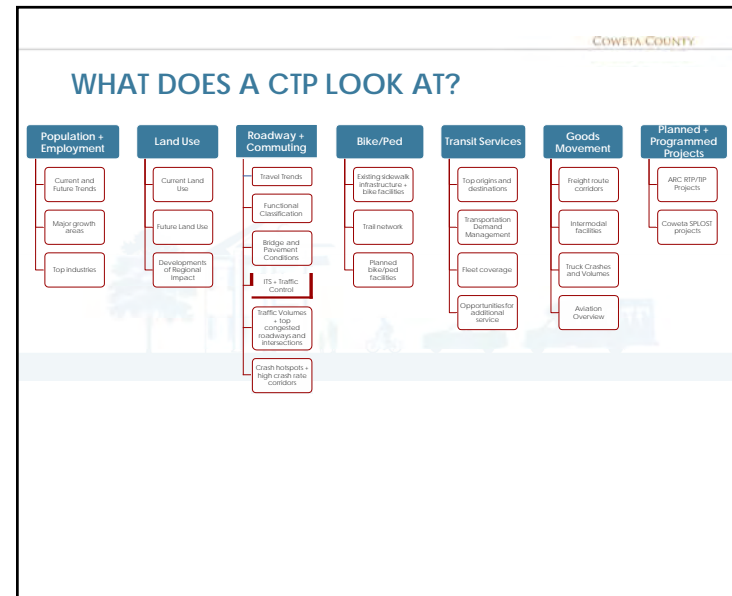 COWETA COUNTY
WHAT DOES A CTP LOOK AT?
Population +
Employment
Current and
Future Trends
Major growth
areas
Top industries
Land Use
Current Land
Use
Future Land Use
Developments
of Regional
Impact
Roadway +
Commuting
Travel Trends
Functional
Classification
Bridge and
Pavement
Conditions
ITS + Traffic
Control
Traffic Volumes
+ top
congested
roadways and
intersections
Crash hotspots +
high crash rate
corridors
Bike/Ped
Existing sidewalk
infrastructure +
bike facilities
Trail network
Planned
bike/ped
facilities
Transit Services
Top origins and
destinations
Transportation
Demand
Management
Fleet coverage
Opportunities for
additional
service
Goods
Movement
Freight route
corridors
Intermodal
facilities
Truck Crashes
and Volumes
Aviation
Overview
Planned +
Programmed
Projects
ARC RTP/TIP
Projects
Coweta SPLOST
projects